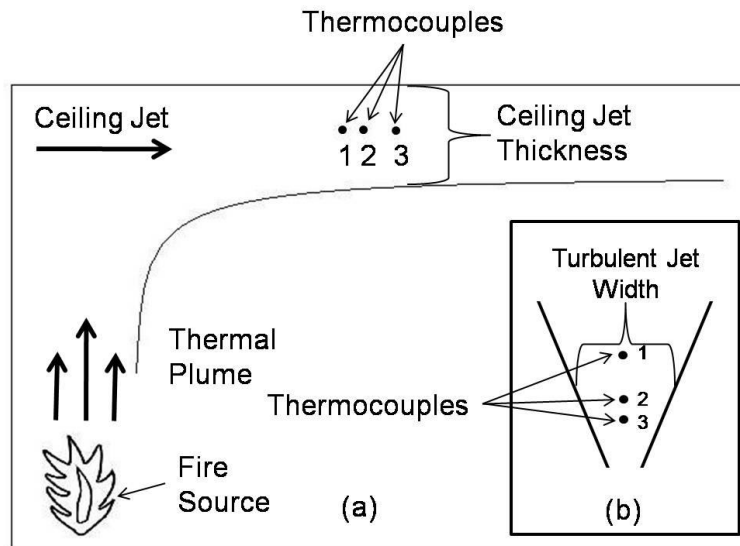 Thermocouples
Ceiling Jet
1 2 3
Ceiling Jet
Thickness
Turbulent Jet
Width
1
2
3
Thermocouples
Thermal
Plume
Fire
Source
(a)
(b)